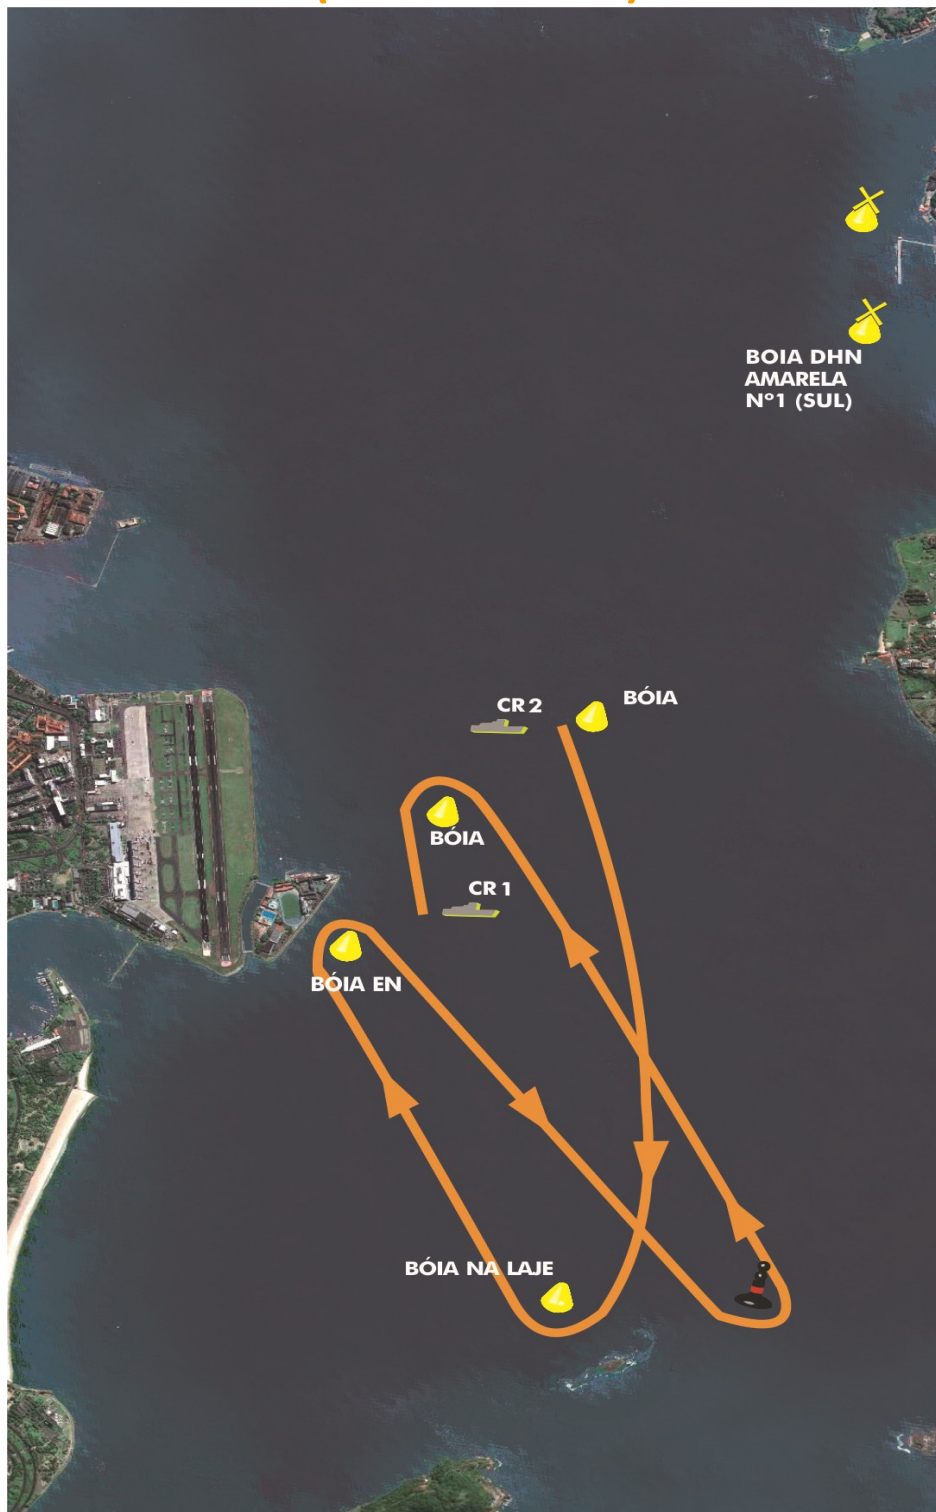 BOIA DHN
AMARELA
Nº1 (SUL)
CR 2
BÓIA
BÓIA
CR 1
BÓIA EN
BÓIA NA LAJE